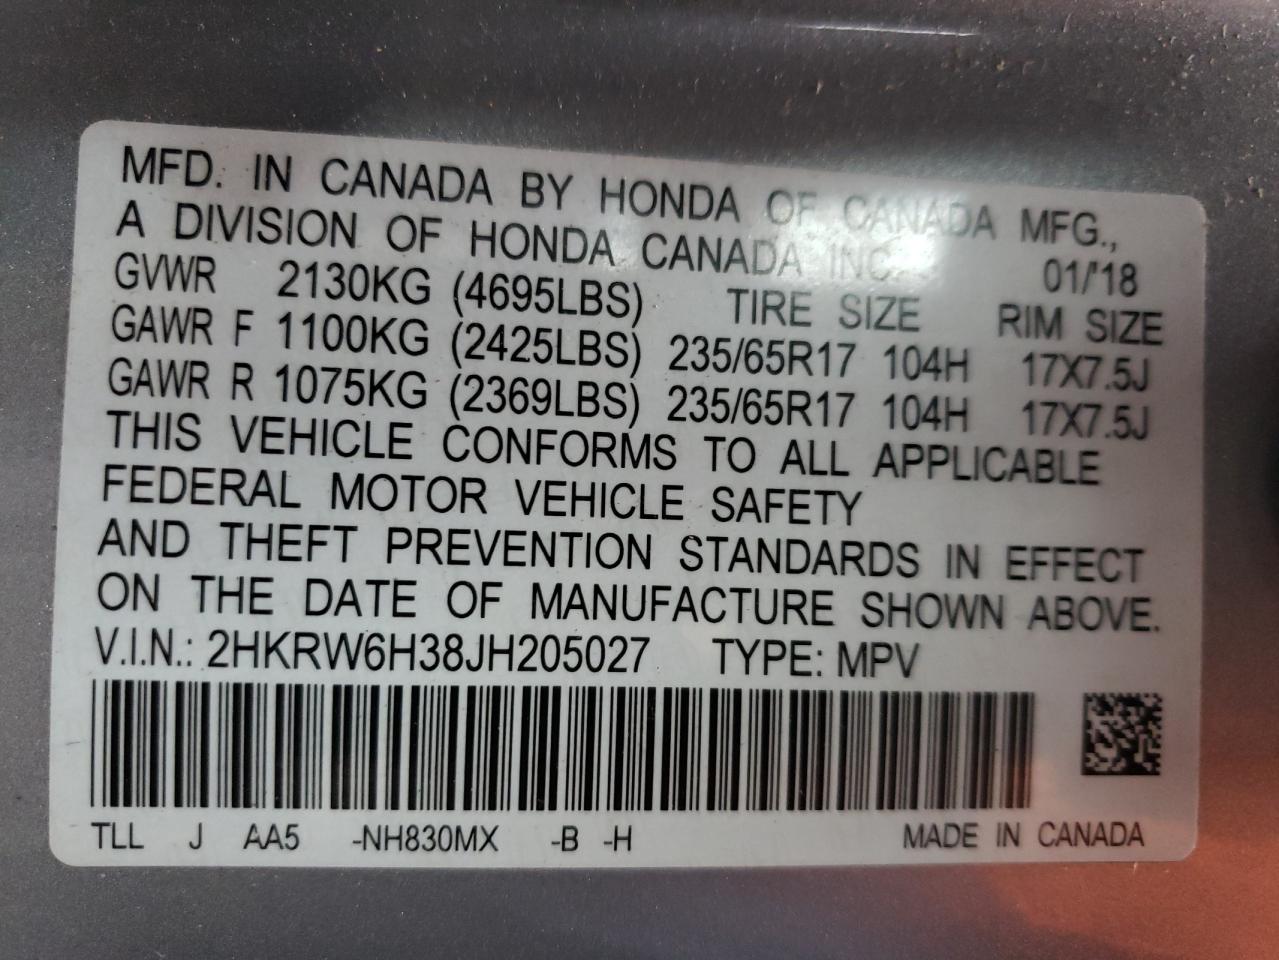 MFD. IN CANADA BY HONDA OF CANADA MFG.,
A DIVISION OF HONDA CANADA INC. 01/'18
GVWR 2130KG (4695LBS) TIRE SIZE RIM SIZE
GAWR F 1100KG (2425LBS) 235/65R17 104H 17X7.5J
GAWR R 1075KG (2369LBS) 235/65R17 104H 17X7.5J
THIS VEHICLE CONFORMS TO ALL APPLICABLE
FEDERAL MOTOR VEHICLE SAFETY
AND THEFT PREVENTION STANDARDS IN EFFECT
ON THE DATE OF MANUFACTURE SHOWN ABOVE.
V.I.N.: 2HKRW6H38JH205027 TYPE: MPV
TLL J AA5 -NH830MX -B -H MADE IN CANADA